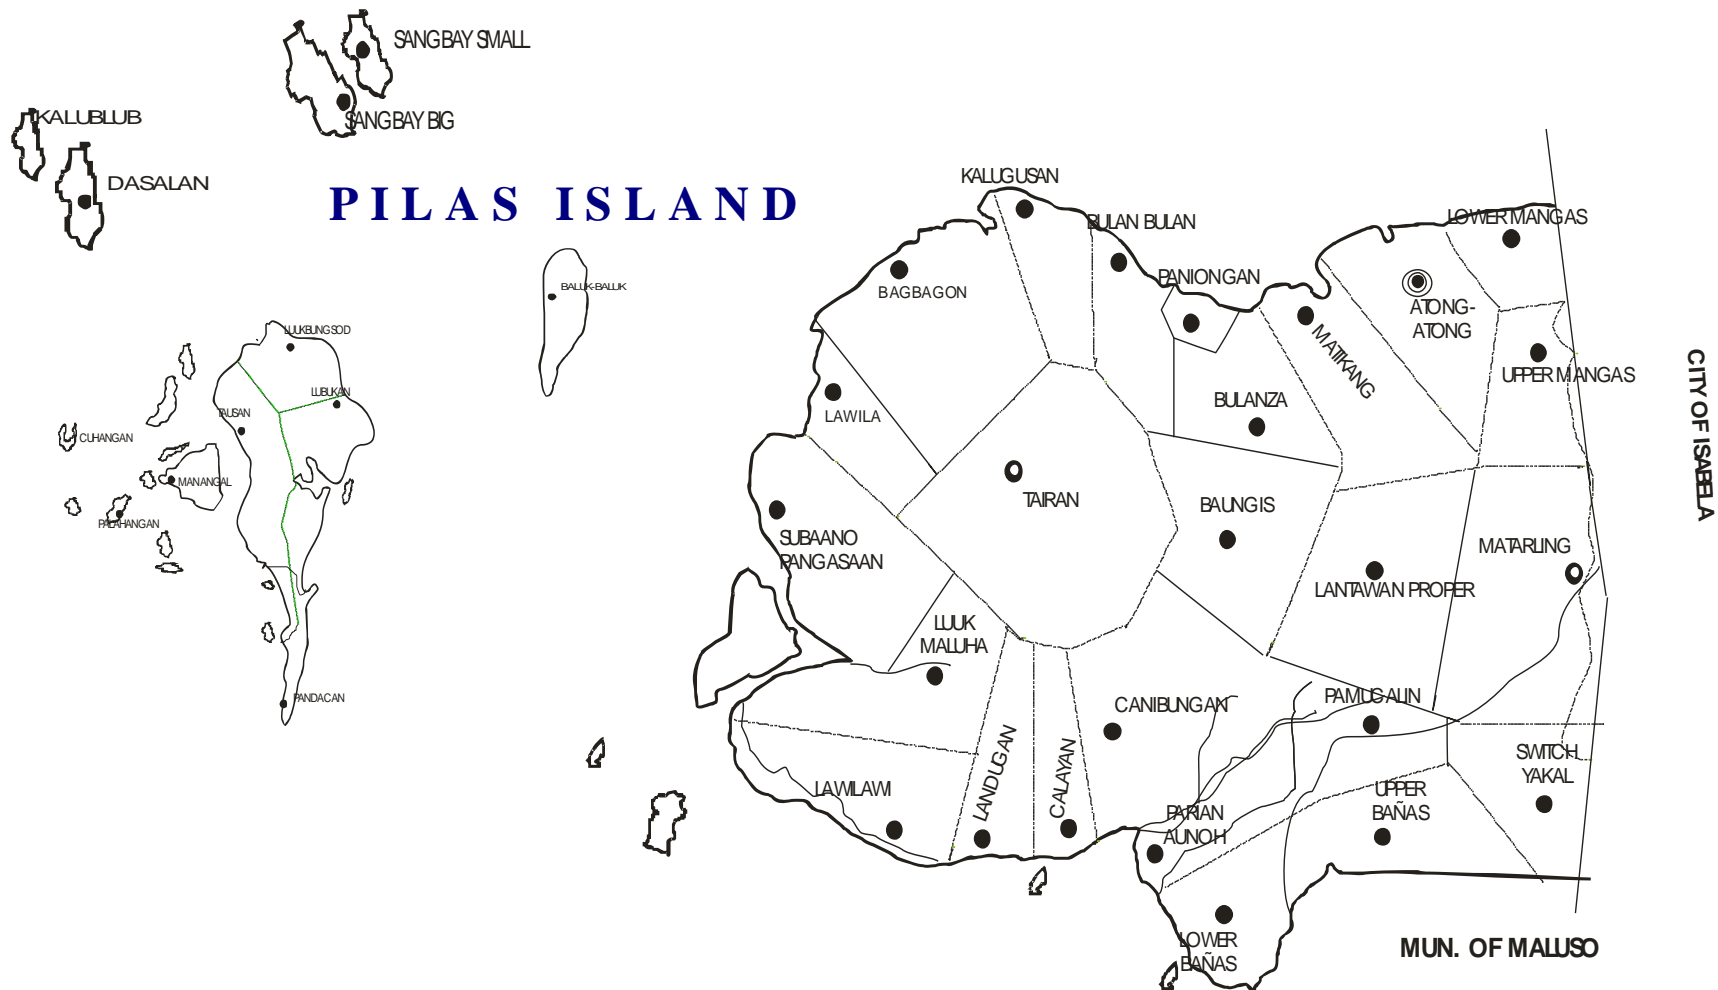 SANGBAY SMALL
SANGBAY BIG
KALUBLUB
DASALAN
PILAS ISLAND
KALUGUSAN
BULAN BULAN
LOWER MANGAS
PANIONGAN
BAGBAGON
BALUK-BALUK
ATONG-
ATONG
MATIKANG
UPPER MANGAS
CITY OF ISABELA
LUUKBUNGSOD
LUBUKAN
TAUSAN
CUHANGAN
MANANGAL
PALAHANGAN
PANDACAN
LAWILA
BULANZA
TAIRAN
BAUNGIS
SUBAANO
PANGASAAN
MATARLING
LANTAWAN PROPER
LUUK
MALUHA
CANIBUNGAN
PAMUCALIN
LANDUGAN
CALAYAN
SWITCH
YAKAL
LAWILAWI
PARIAN
AUNOH
UPPER
BAÑAS
LOWER
BAÑAS
MUN. OF MALUSO